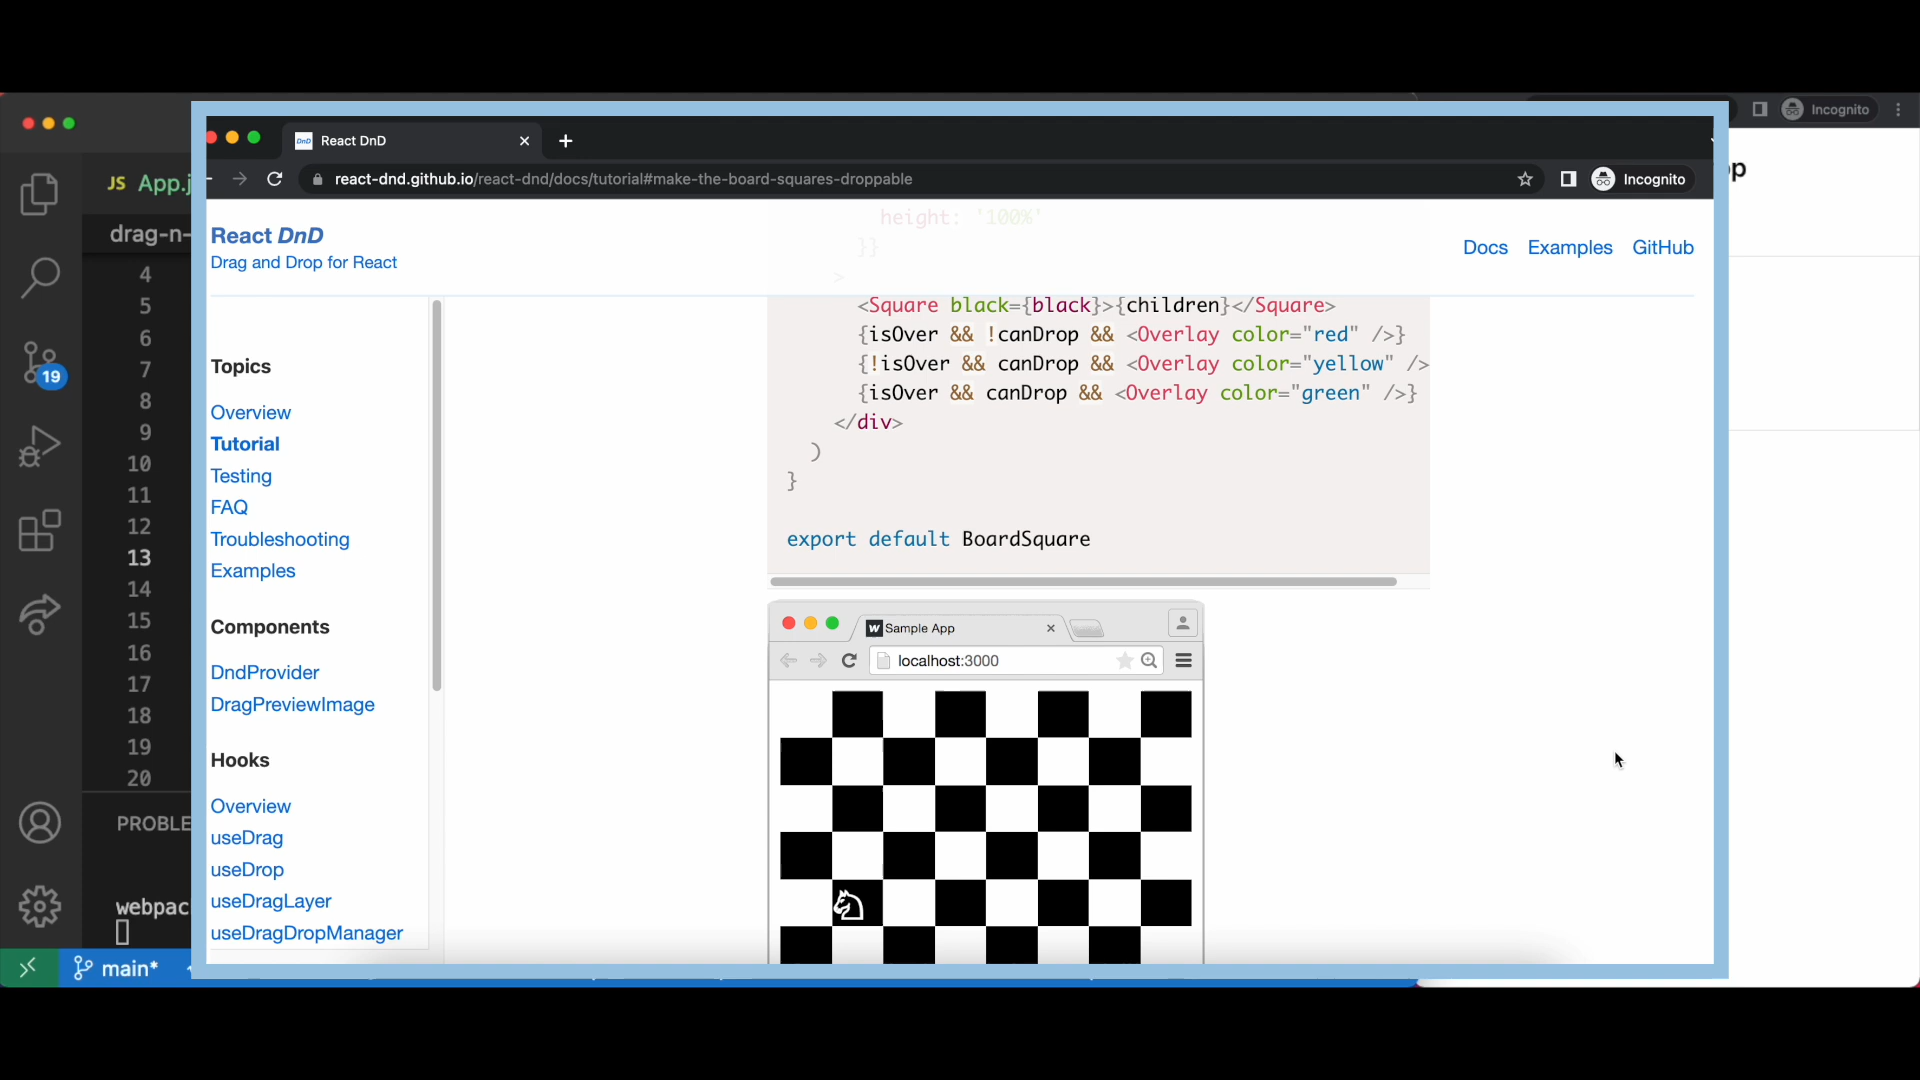 Incognito
React DnD
react-dnd.github.io/react-dnd/docs/tutorial#make-the-board-squares-droppable
Incognito
JS App.j
drag-n-
4
5
6
7
8
9
10
11
12
13
14
15
16
17
18
19
20
19
PROBLE
webpac
main*
React DnD
Drag and Drop for React
Docs Examples GitHub
Topics
Overview
Tutorial
Testing
FAQ
Troubleshooting
Examples
Components
DndProvider
DragPreviewImage
Hooks
Overview
useDrag
useDrop
useDragLayer
useDragDropManager
height: '100%'
}}
>
<Square black={black}>{children}</Square>
{isOver && !canDrop && <Overlay color="red" />}
{!isOver && canDrop && <Overlay color="yellow" />
{isOver && canDrop && <Overlay color="green" />}
</div>
)
}
export default BoardSquare
W Sample App
localhost:3000
op